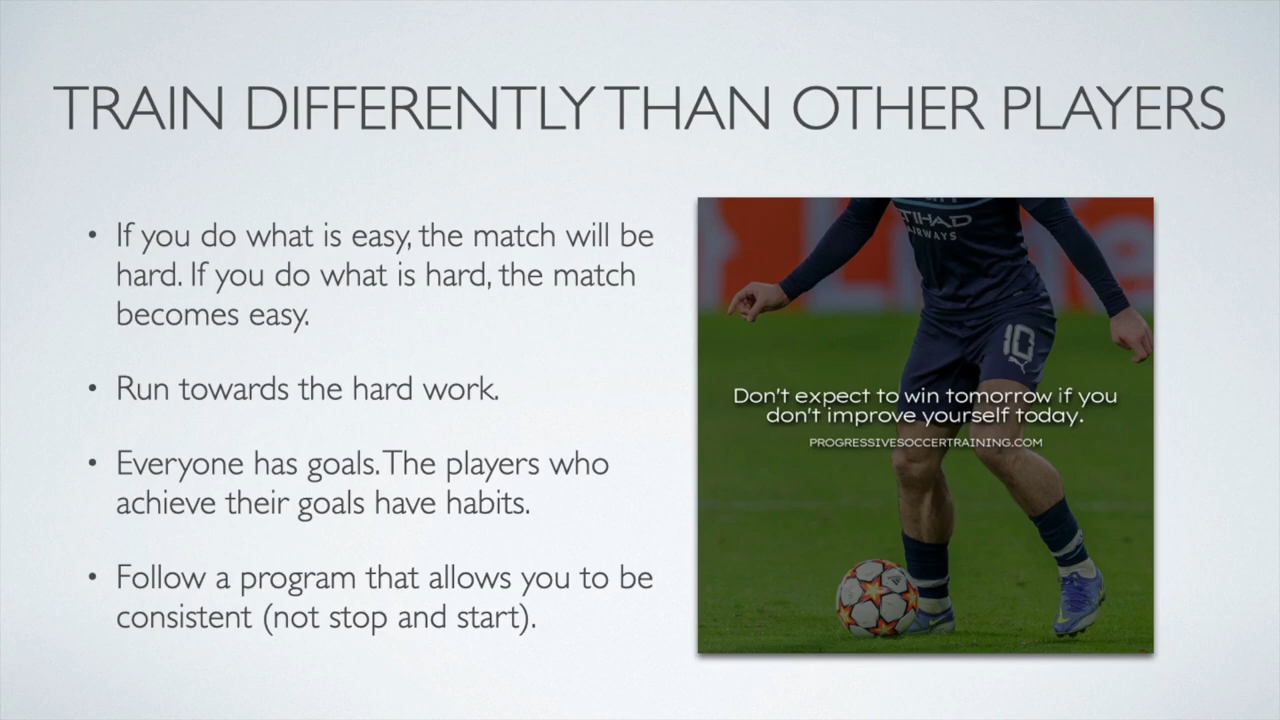 TRAIN DIFFERENTLY THAN OTHER PLAYERS
• If you do what is easy, the match will be
hard. If you do what is hard, the match
becomes easy.
• Run towards the hard work.
• Everyone has goals. The players who
achieve their goals have habits.
• Follow a program that allows you to be
consistent (not stop and start).
TIHAD
AIRWAYS
10
Don't expect to win tomorrow if you
don't improve yourself today.
PROGRESSIVESOCCERTRAINING.COM